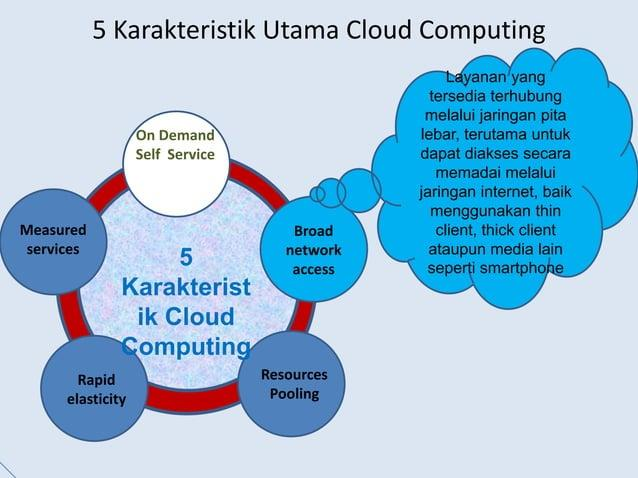 5 Karakteristik Utama Cloud Computing
Layanan yang
tersedia terhubung
melalui jaringan pita
lebar, terutama untuk
dapat diakses secara
memadai melalui
jaringan internet, baik
menggunakan thin
client, thick client
ataupun media lain
seperti smartphone
On Demand
Self Service
Broad
network
access
Resources
Pooling
Rapid
elasticity
Measured
services
5
Karakterist
ik Cloud
Computing